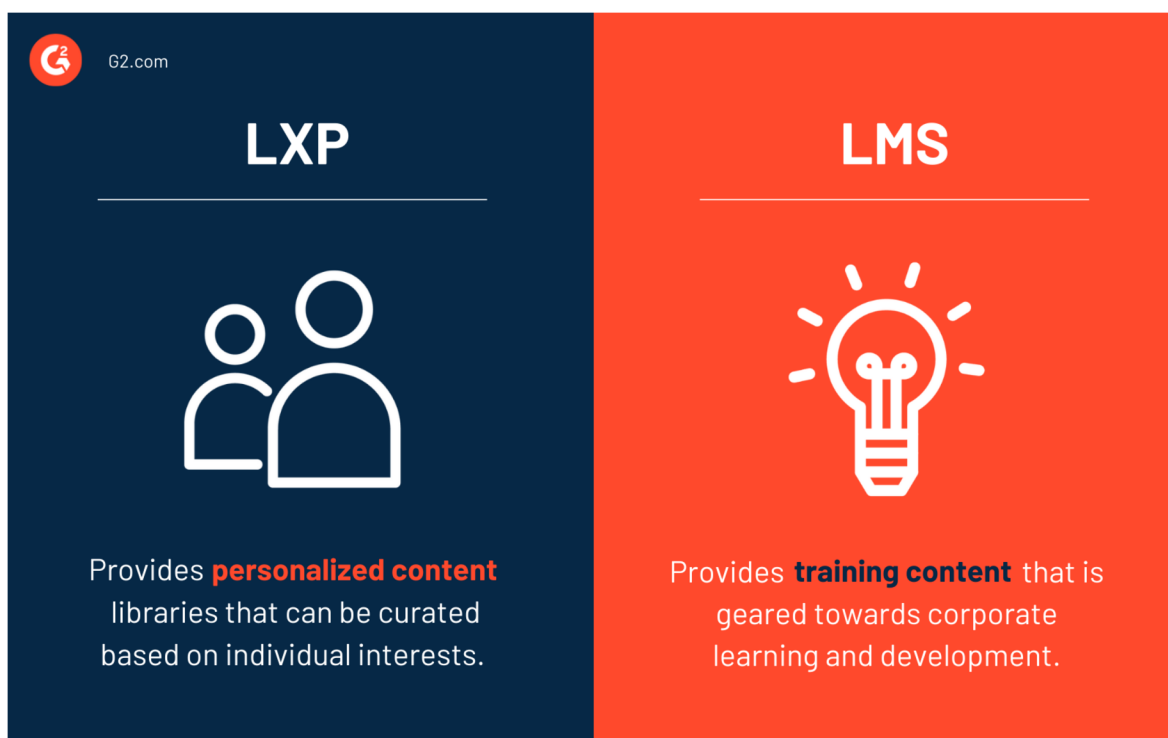 G2
G2.com
LXP
Provides personalized content
libraries that can be curated
based on individual interests.
LMS
Provides training content that is
geared towards corporate
learning and development.